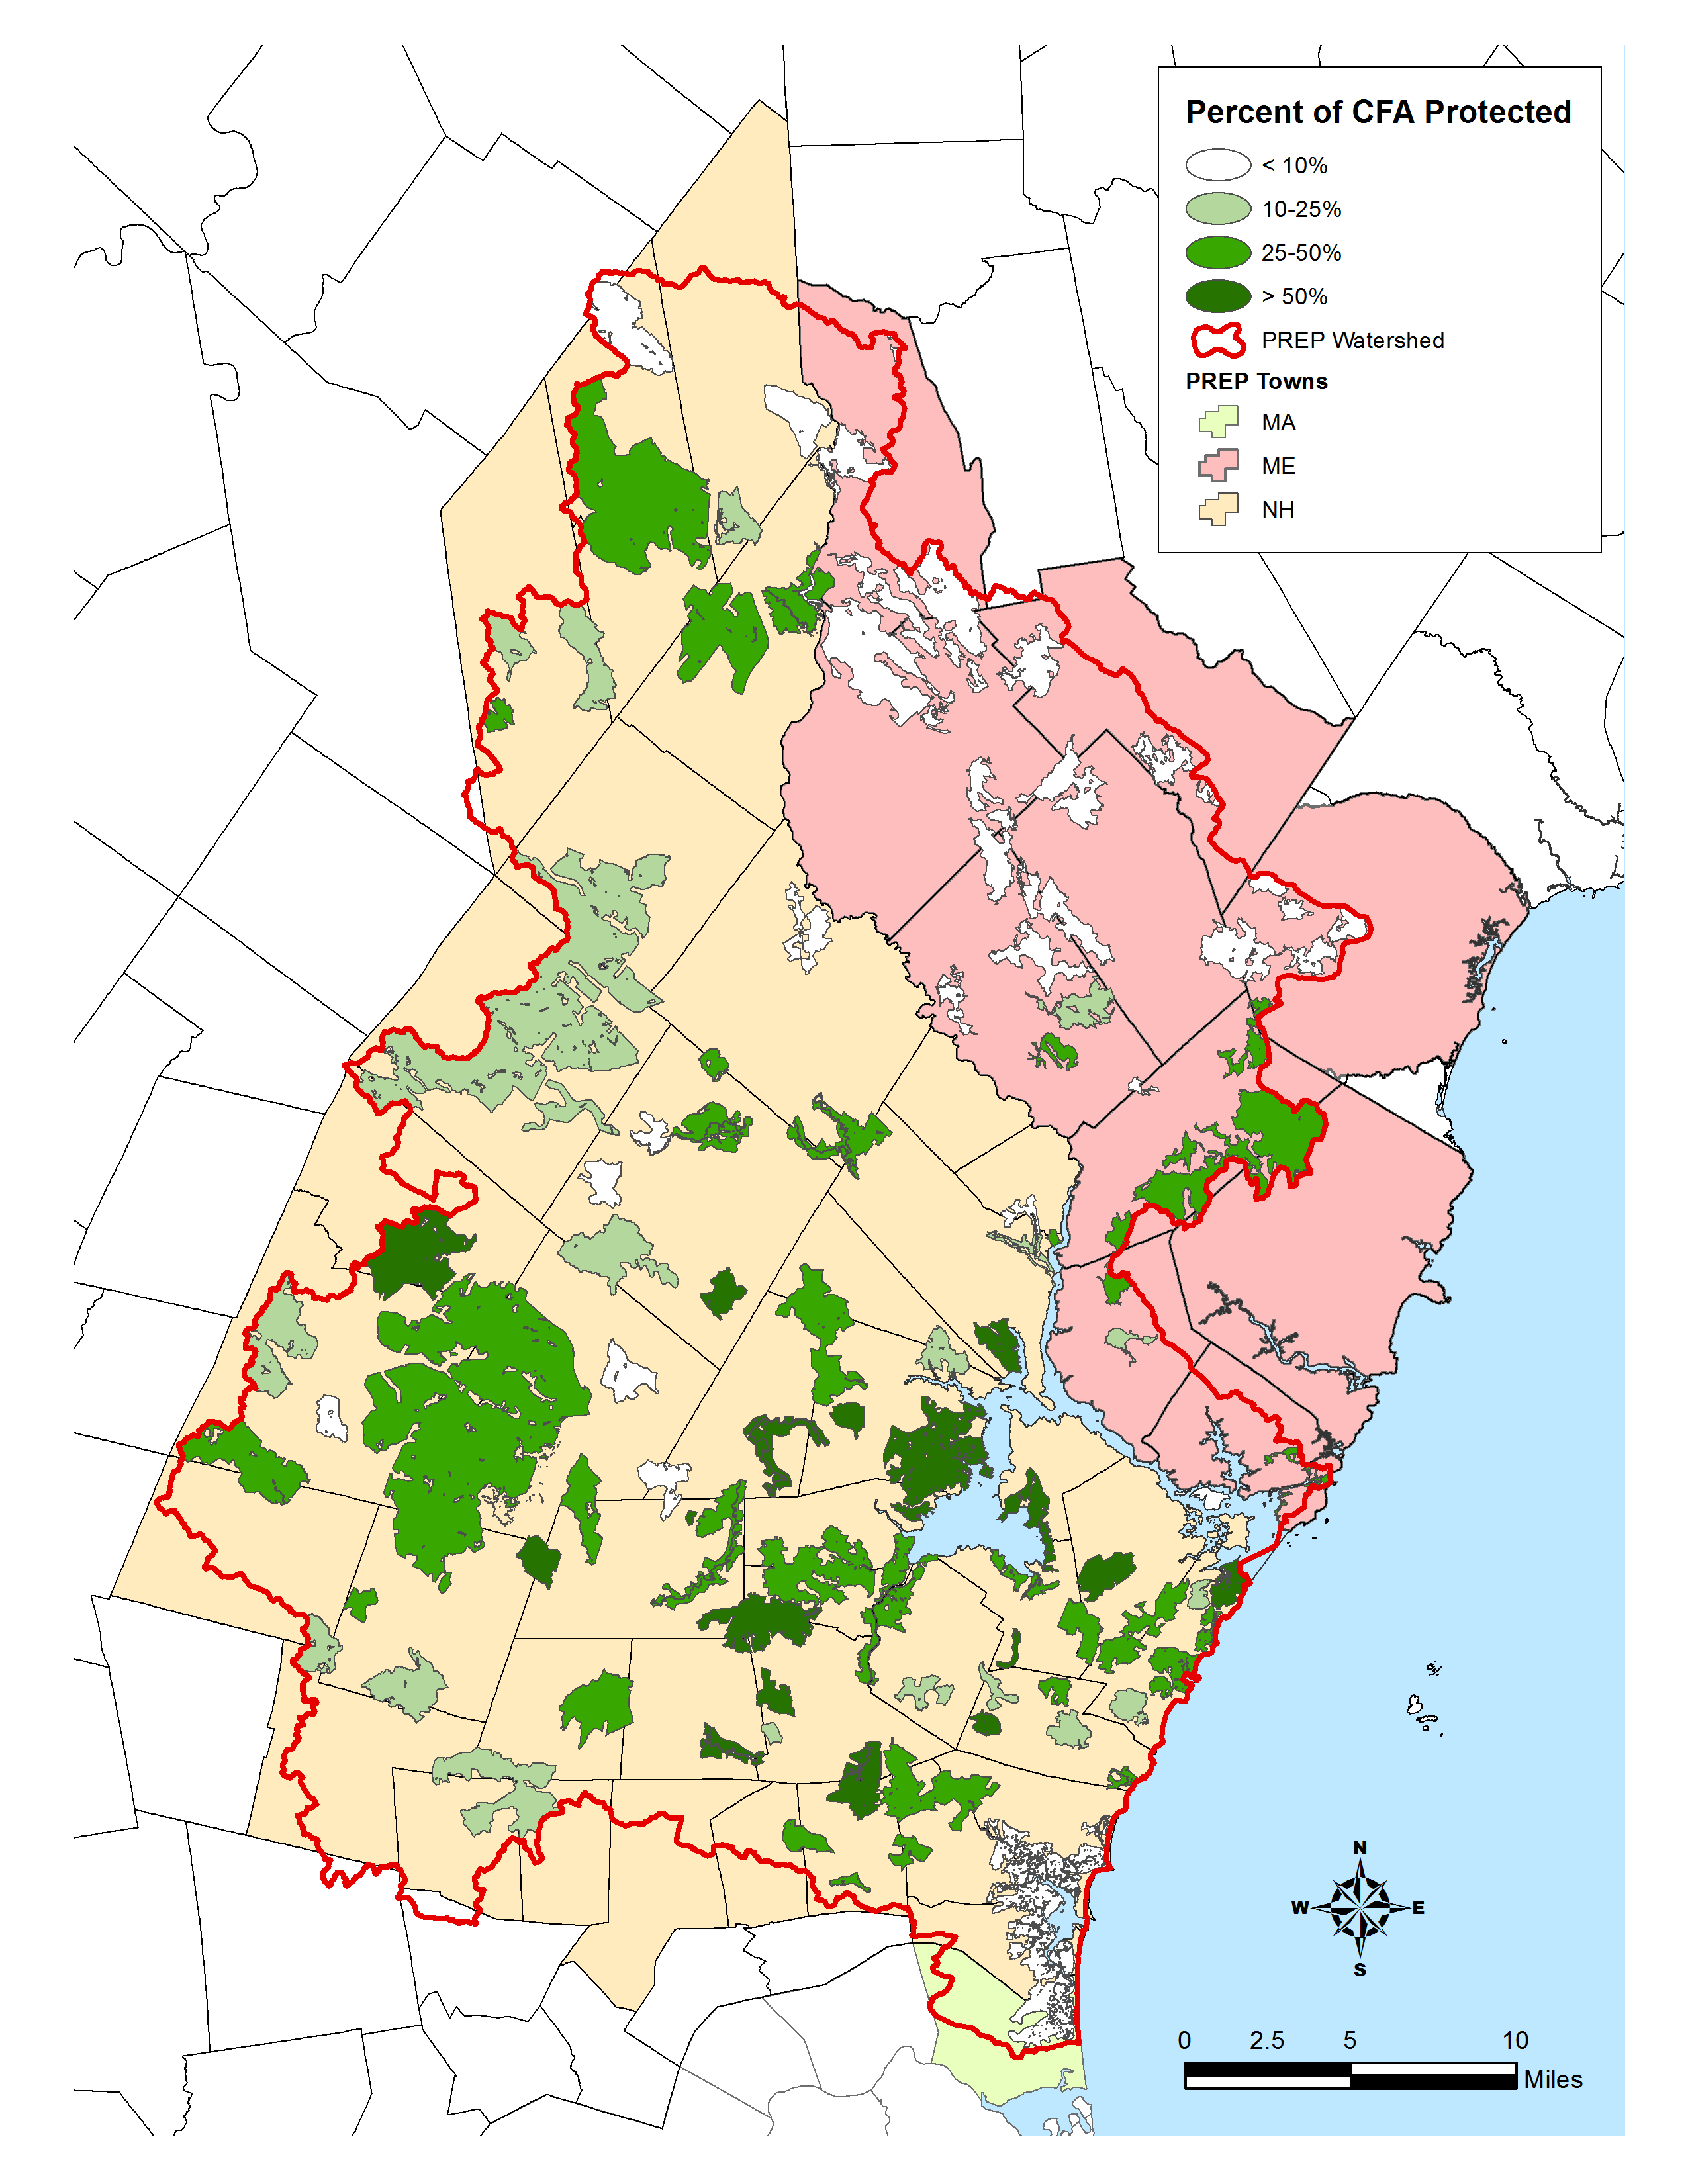 Percent of CFA Protected
< 10%
10-25%
25-50%
> 50%
PREP Watershed
PREP Towns
MA
ME
NH
N
W E
S
0 2.5 5 10
Miles